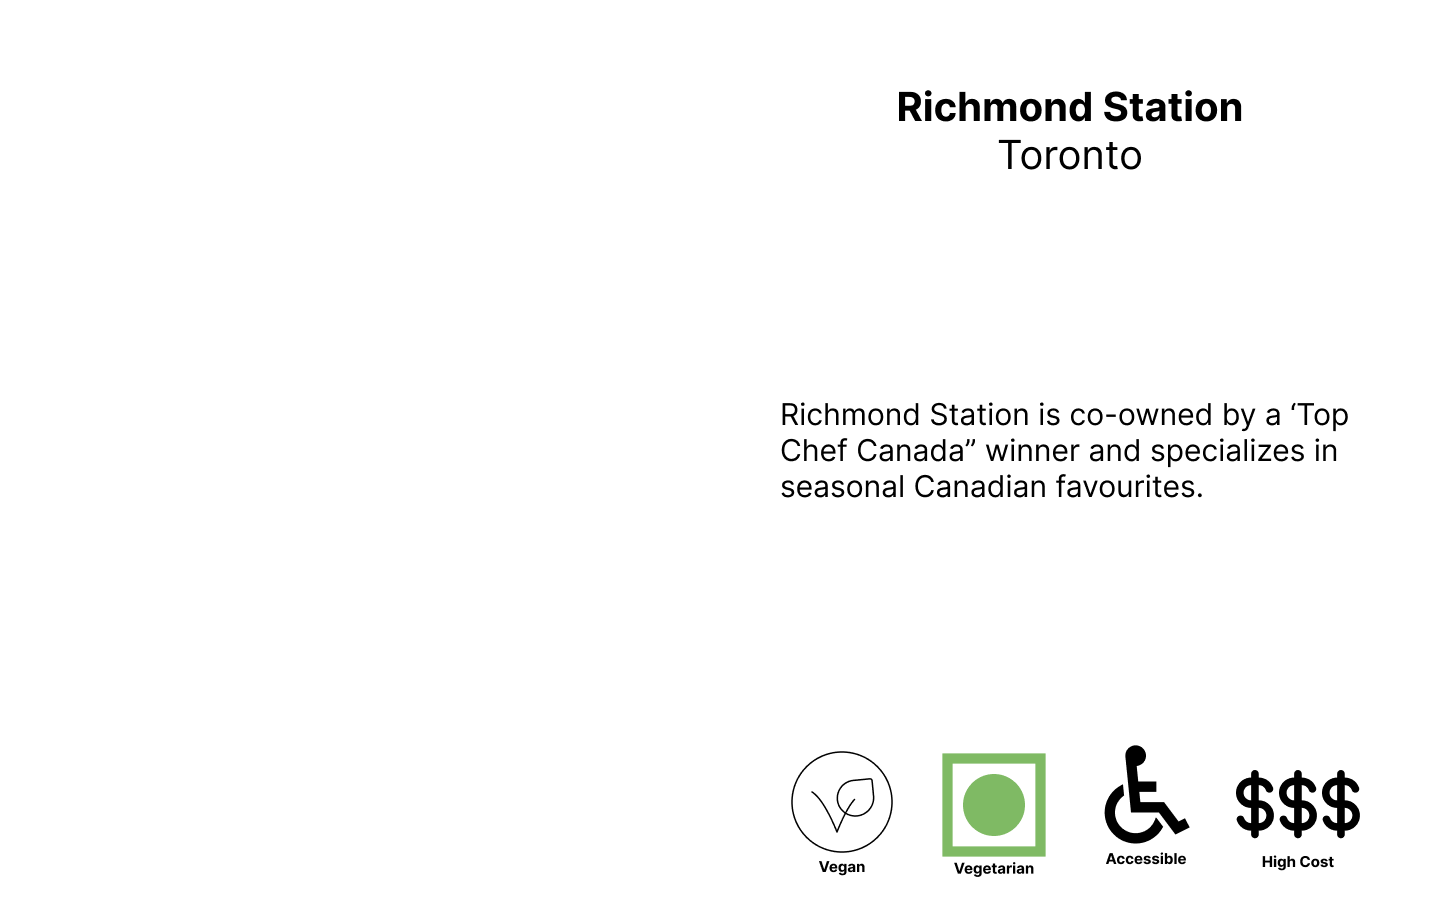 Richmond Station
Toronto
Richmond Station is co-owned by a ‘Top
Chef Canada” winner and specializes in
seasonal Canadian favourites.
$$$
Vegan
Vegetarian
Accessible
High Cost